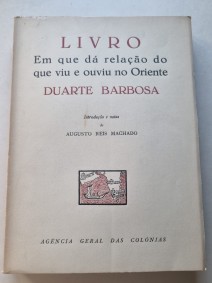 LIVRO
Em que dá relação do
que viu e ouviu no Oriente
DUARTE BARBOSA
Introdução e notas
de
AUGUSTO REIS MACHADO
AGÊNCIA GERAL DAS COLÓNIAS